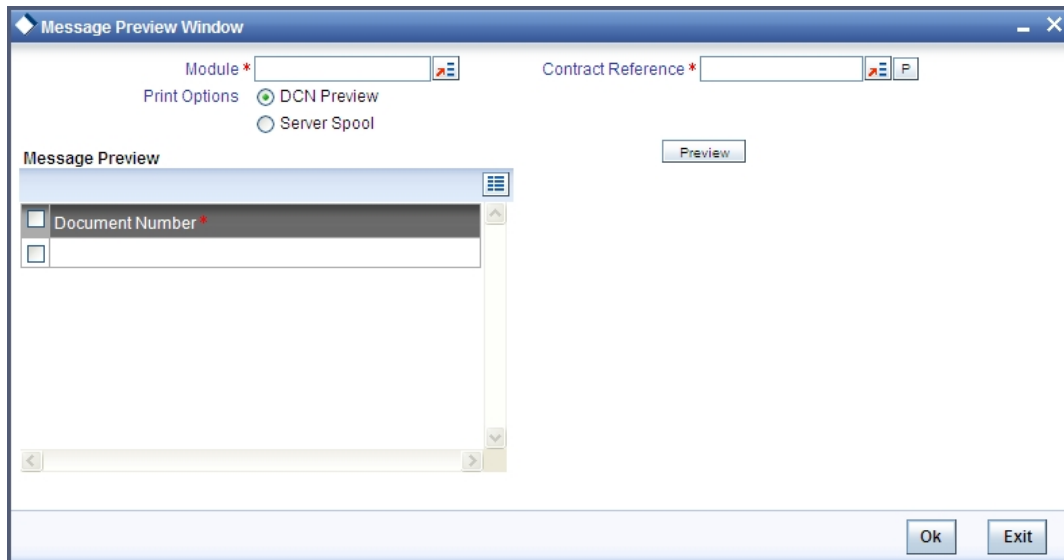 Message Preview Window
Module *
Contract Reference *
P
Print Options
DCN Preview
Server Spool
Preview
Message Preview
Document Number *
Ok
Exit